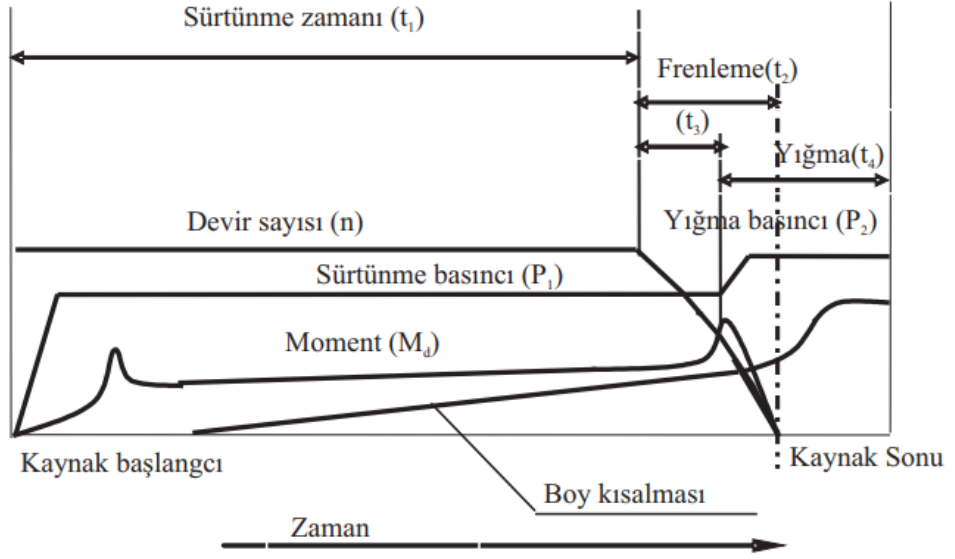 Sürtünme zamanı (t₁)
Frenleme(t₂)
(t₃)
Yığma(t₄)
Devir sayısı (n)
Yığma basıncı (P₂)
Sürtünme basıncı (P₁)
Moment (M_d)
Kaynak başlangcı
Kaynak Sonu
Boy kısalması
Zaman